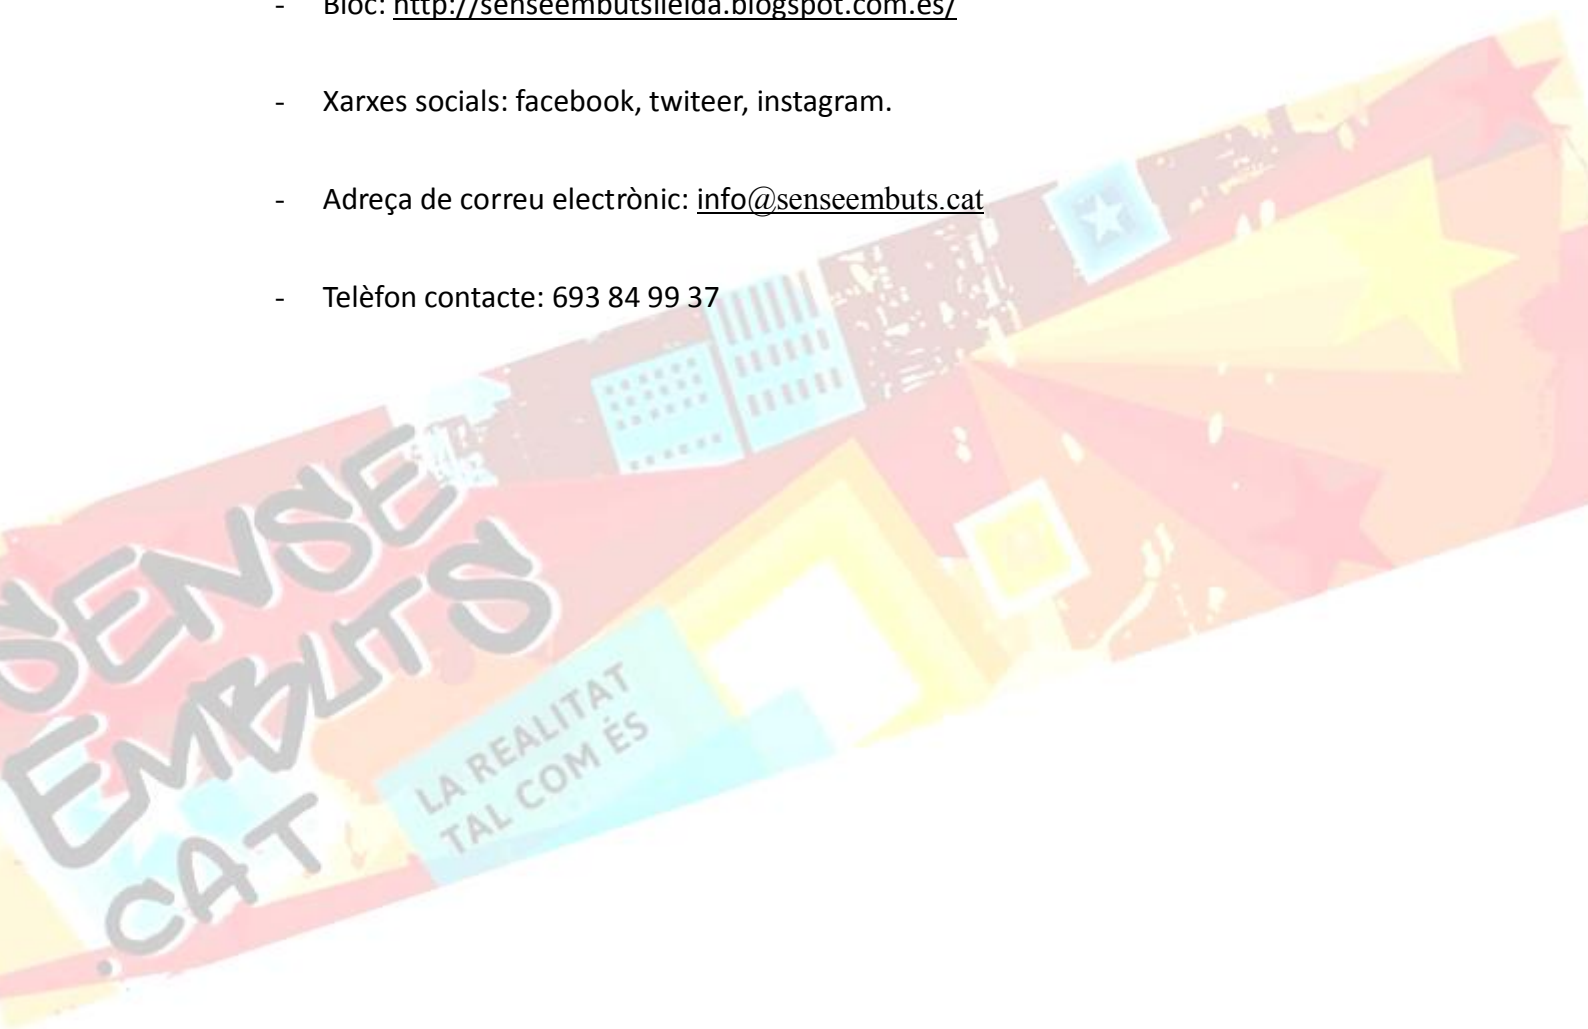 - Bloc: http://senseembutslleida.blogspot.com.es/
- Xarxes socials: facebook, twiteer, instagram.
- Adreça de correu electrònic: info@senseembuts.cat
- Telèfon contacte: 693 84 99 37
SENSE
EMBUTS
.CAT
LA REALITAT
TAL COM ÉS